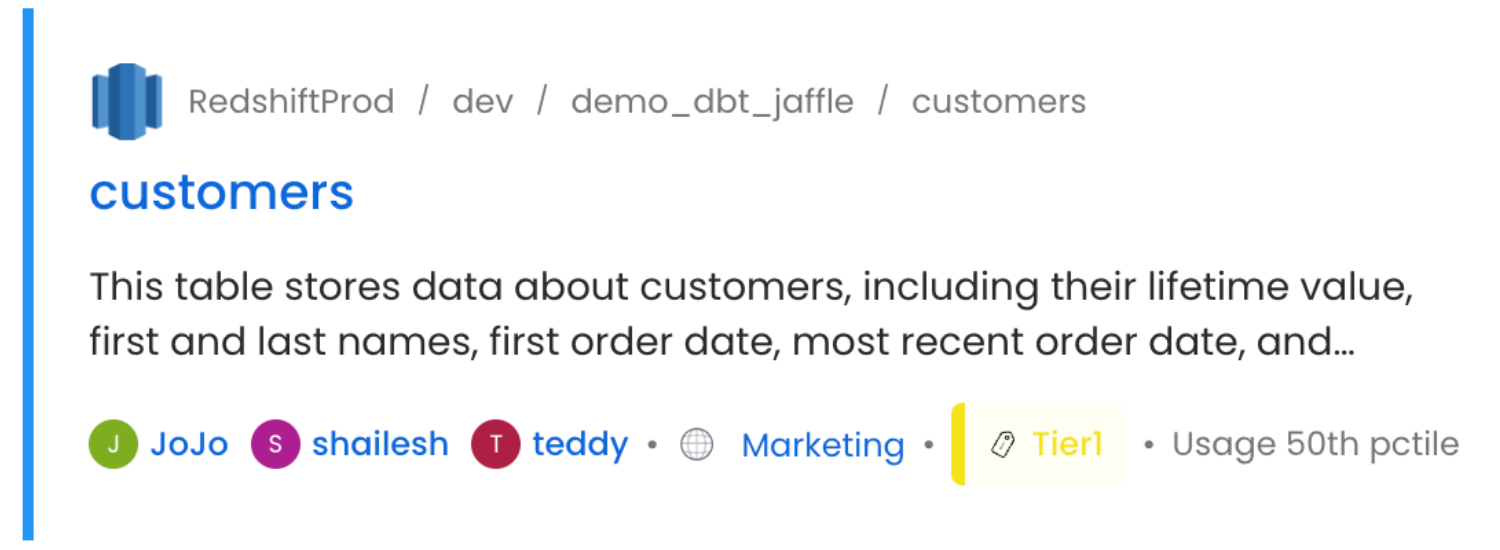 RedshiftProd / dev / demo_dbt_jaffle / customers
customers
This table stores data about customers, including their lifetime value,
first and last names, first order date, most recent order date, and...
J JoJo S shailesh T teddy • Marketing • Tier1 • Usage 50th pctile